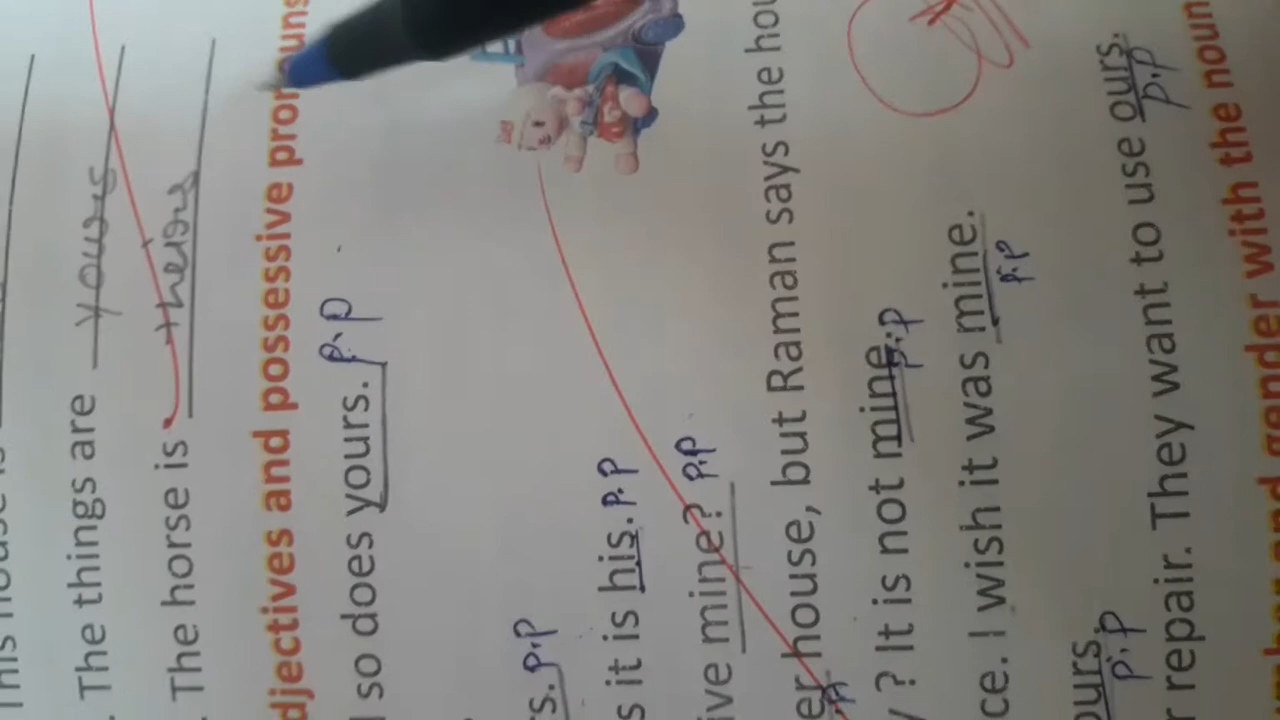 This house is
. The things are yours
. The horse is theirs
djectives and possessive pronouns
so does yours. P.P
s. P.P
s it is his. P.P
ive mine? P.P
er house, but Raman says the hou
? It is not mine. P.P
ce. I wish it was mine. P.P
ours P.P
r repair. They want to use ours. P.P
gender with the noun